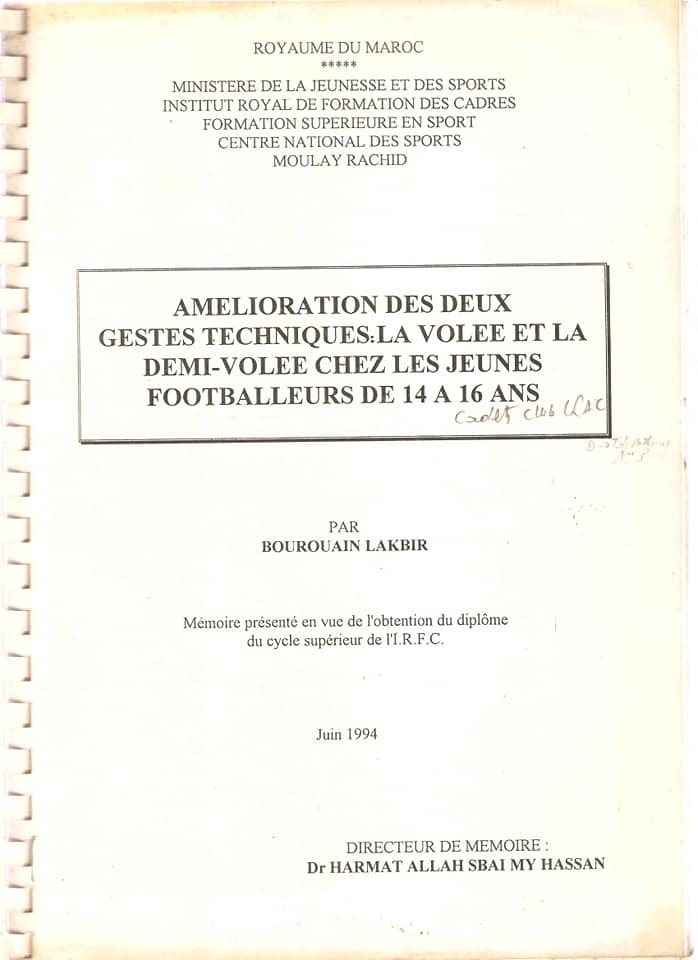 ROYAUME DU MAROC
*****
MINISTERE DE LA JEUNESSE ET DES SPORTS
INSTITUT ROYAL DE FORMATION DES CADRES
FORMATION SUPERIEURE EN SPORT
CENTRE NATIONAL DES SPORTS
MOULAY RACHID
AMELIORATION DES DEUX
GESTES TECHNIQUES:LA VOLEE ET LA
DEMI-VOLEE CHEZ LES JEUNES
FOOTBALLEURS DE 14 A 16 ANS
Cadets club
PAR
BOUROUAIN LAKBIR
Mémoire présenté en vue de l'obtention du diplôme
du cycle supérieur de l'I.R.F.C.
Juin 1994
DIRECTEUR DE MEMOIRE :
Dr HARMAT ALLAH SBAI MY HASSAN